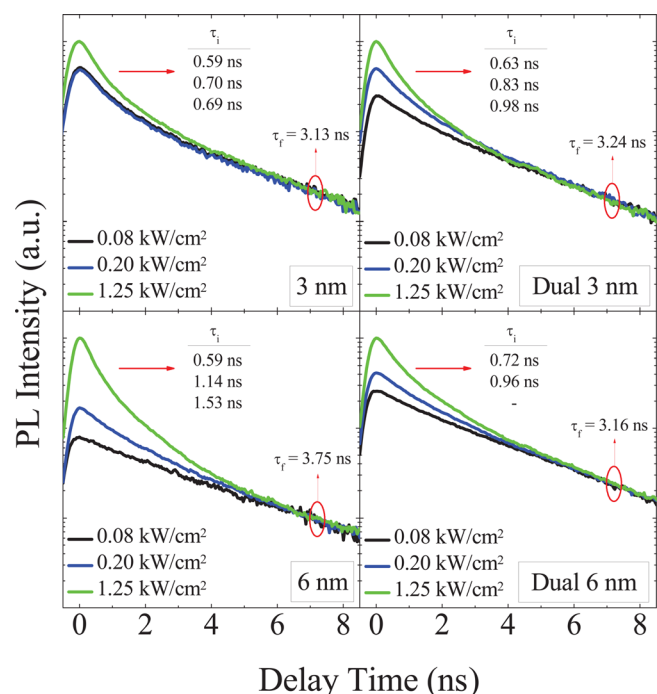 PL Intensity (a.u.)
τi
0.59 ns
0.70 ns
0.69 ns
τf = 3.13 ns
0.08 kW/cm²
0.20 kW/cm²
1.25 kW/cm²
3 nm
τi
0.63 ns
0.83 ns
0.98 ns
τf = 3.24 ns
0.08 kW/cm²
0.20 kW/cm²
1.25 kW/cm²
Dual 3 nm
τi
0.59 ns
1.14 ns
1.53 ns
τf = 3.75 ns
0.08 kW/cm²
0.20 kW/cm²
1.25 kW/cm²
6 nm
τi
0.72 ns
0.96 ns
-
τf = 3.16 ns
0.08 kW/cm²
0.20 kW/cm²
1.25 kW/cm²
Dual 6 nm
0 2 4 6 8 0 2 4 6 8
Delay Time (ns)